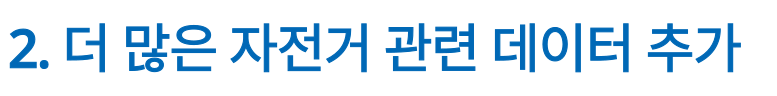 2. 더 많은 자전거 관련 데이터 추가